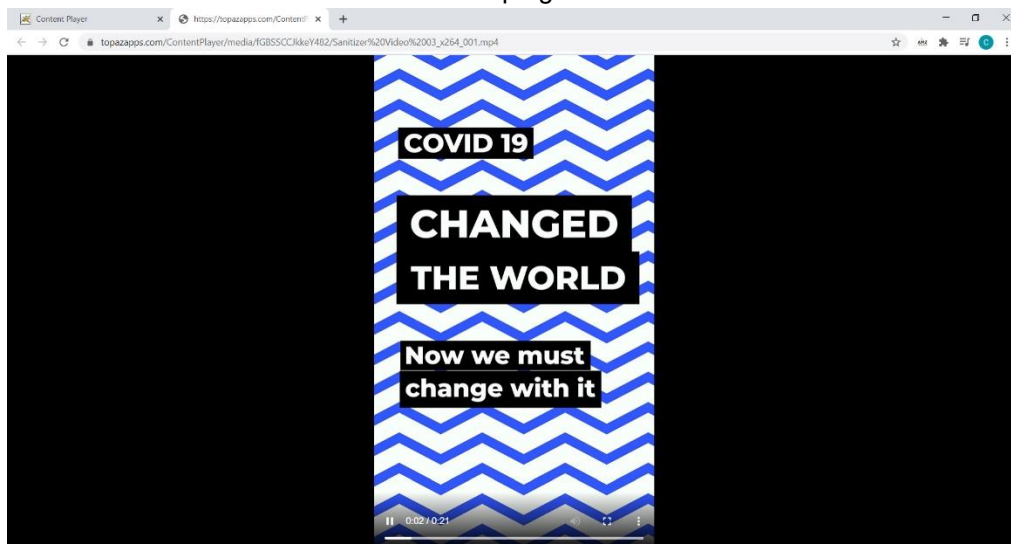 Content Player
https://topazapps.com/Content
topazapps.com/ContentPlayer/media/fGBSSCCJkkeY482/Sanitizer%20Video%2003_x264_001.mp4
C
COVID 19
CHANGED
THE WORLD
Now we must
change with it
0:02 / 0:21